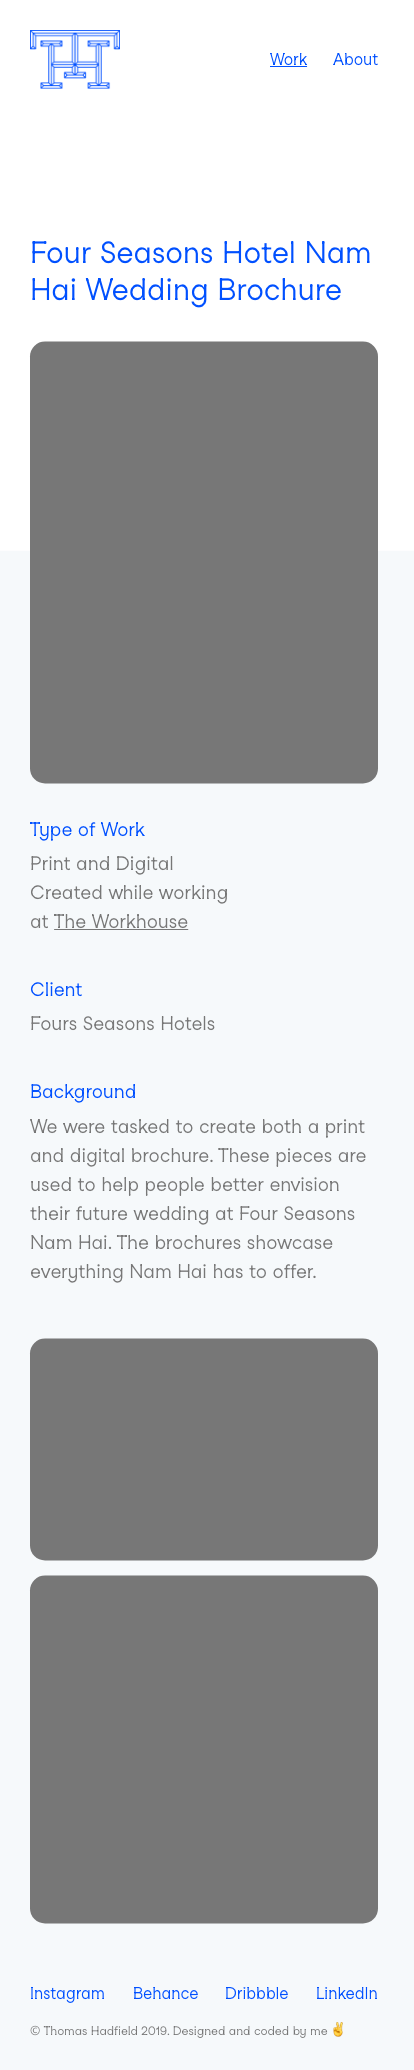 Work About
Four Seasons Hotel Nam
Hai Wedding Brochure
Type of Work
Print and Digital
Created while working
at The Workhouse
Client
Fours Seasons Hotels
Background
We were tasked to create both a print
and digital brochure. These pieces are
used to help people better envision
their future wedding at Four Seasons
Nam Hai. The brochures showcase
everything Nam Hai has to offer.
Instagram Behance Dribbble LinkedIn
© Thomas Hadfield 2019. Designed and coded by me ✌️